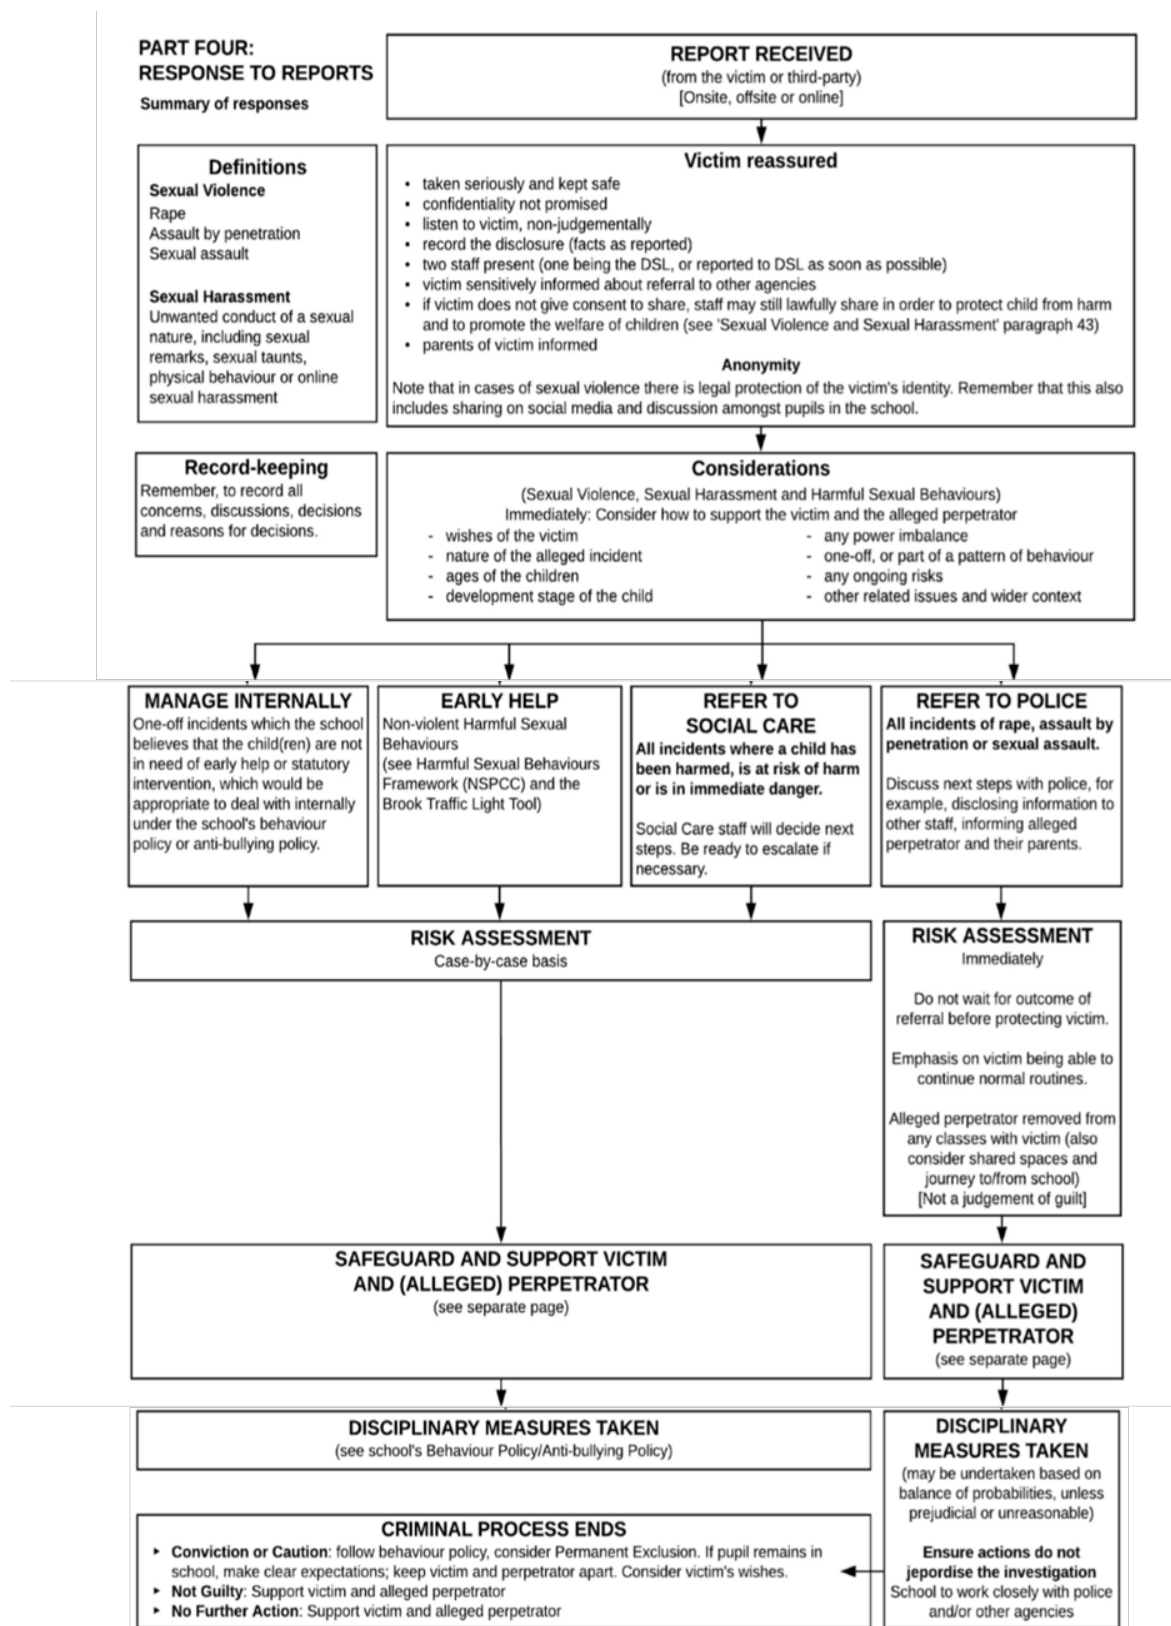 PART FOUR:
RESPONSE TO REPORTS
Summary of responses
REPORT RECEIVED
(from the victim or third-party)
[Onsite, offsite or online]
Definitions
Sexual Violence
Rape
Assault by penetration
Sexual assault
Sexual Harassment
Unwanted conduct of a sexual
nature, including sexual
remarks, sexual taunts,
physical behaviour or online
sexual harassment
Victim reassured
• taken seriously and kept safe
• confidentiality not promised
• listen to victim, non-judgementally
• record the disclosure (facts as reported)
• two staff present (one being the DSL, or reported to DSL as soon as possible)
• victim sensitively informed about referral to other agencies
• if victim does not give consent to share, staff may still lawfully share in order to protect child from harm
and to promote the welfare of children (see 'Sexual Violence and Sexual Harassment' paragraph 43)
• parents of victim informed
Anonymity
Note that in cases of sexual violence there is legal protection of the victim's identity. Remember that this also
includes sharing on social media and discussion amongst pupils in the school.
Record-keeping
Remember, to record all
concerns, discussions, decisions
and reasons for decisions.
Considerations
(Sexual Violence, Sexual Harassment and Harmful Sexual Behaviours)
Immediately: Consider how to support the victim and the alleged perpetrator
- wishes of the victim
- nature of the alleged incident
- ages of the children
- development stage of the child
- any power imbalance
- one-off, or part of a pattern of behaviour
- any ongoing risks
- other related issues and wider context
MANAGE INTERNALLY
One-off incidents which the school
believes that the child(ren) are not
in need of early help or statutory
intervention, which would be
appropriate to deal with internally
under the school's behaviour
policy or anti-bullying policy.
EARLY HELP
Non-violent Harmful Sexual
Behaviours
(see Harmful Sexual Behaviours
Framework (NSPCC) and the
Brook Traffic Light Tool)
REFER TO
SOCIAL CARE
All incidents where a child has
been harmed, is at risk of harm
or is in immediate danger.
Social Care staff will decide next
steps. Be ready to escalate if
necessary.
REFER TO POLICE
All incidents of rape, assault by
penetration or sexual assault.
Discuss next steps with police, for
example, disclosing information to
other staff, informing alleged
perpetrator and their parents.
RISK ASSESSMENT
Case-by-case basis
RISK ASSESSMENT
Immediately
Do not wait for outcome of
referral before protecting victim.
Emphasis on victim being able to
continue normal routines.
Alleged perpetrator removed from
any classes with victim (also
consider shared spaces and
journey to/from school)
[Not a judgement of guilt]
SAFEGUARD AND SUPPORT VICTIM
AND (ALLEGED) PERPETRATOR
(see separate page)
SAFEGUARD AND
SUPPORT VICTIM
AND (ALLEGED)
PERPETRATOR
(see separate page)
DISCIPLINARY MEASURES TAKEN
(see school's Behaviour Policy/Anti-bullying Policy)
DISCIPLINARY
MEASURES TAKEN
(may be undertaken based on
balance of probabilities, unless
prejudicial or unreasonable)
Ensure actions do not
jepordise the investigation
School to work closely with police
and/or other agencies
CRIMINAL PROCESS ENDS
‣ Conviction or Caution: follow behaviour policy, consider Permanent Exclusion. If pupil remains in
school, make clear expectations; keep victim and perpetrator apart. Consider victim's wishes.
‣ Not Guilty: Support victim and alleged perpetrator
‣ No Further Action: Support victim and alleged perpetrator